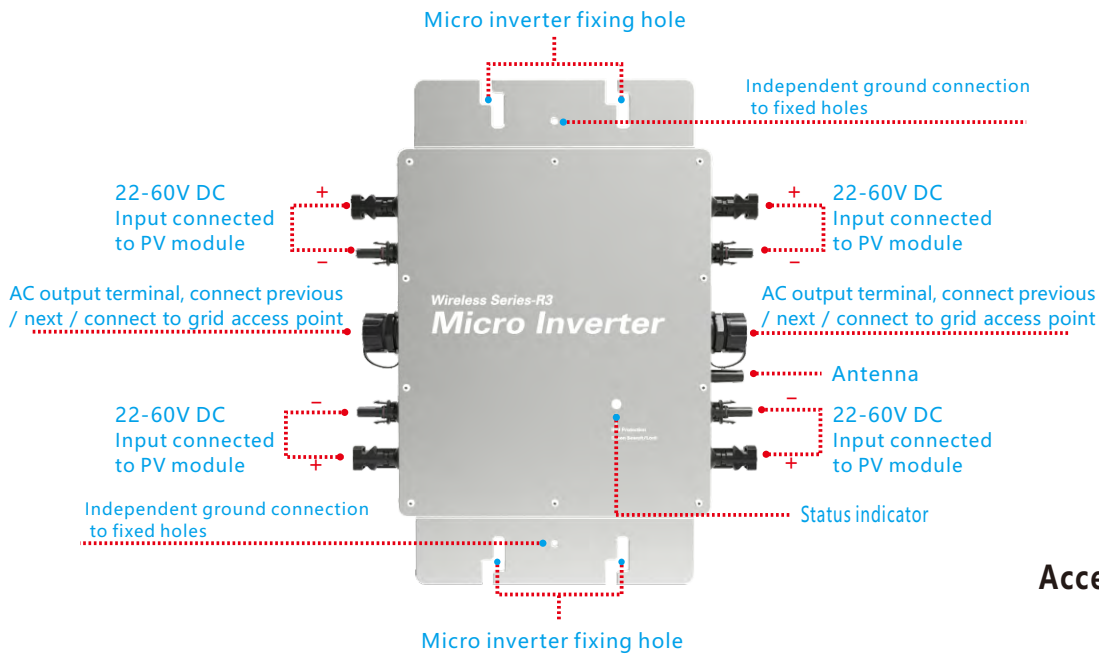 Micro inverter fixing hole
Independent ground connection
to fixed holes
22-60V DC
Input connected
to PV module
+
−
+
−
22-60V DC
Input connected
to PV module
AC output terminal, connect previous
/ next / connect to grid access point
Wireless Series-R3
Micro Inverter
AC output terminal, connect previous
/ next / connect to grid access point
Antenna
22-60V DC
Input connected
to PV module
−
+
−
+
22-60V DC
Input connected
to PV module
Independent ground connection
to fixed holes
Status indicator
Acce
Micro inverter fixing hole